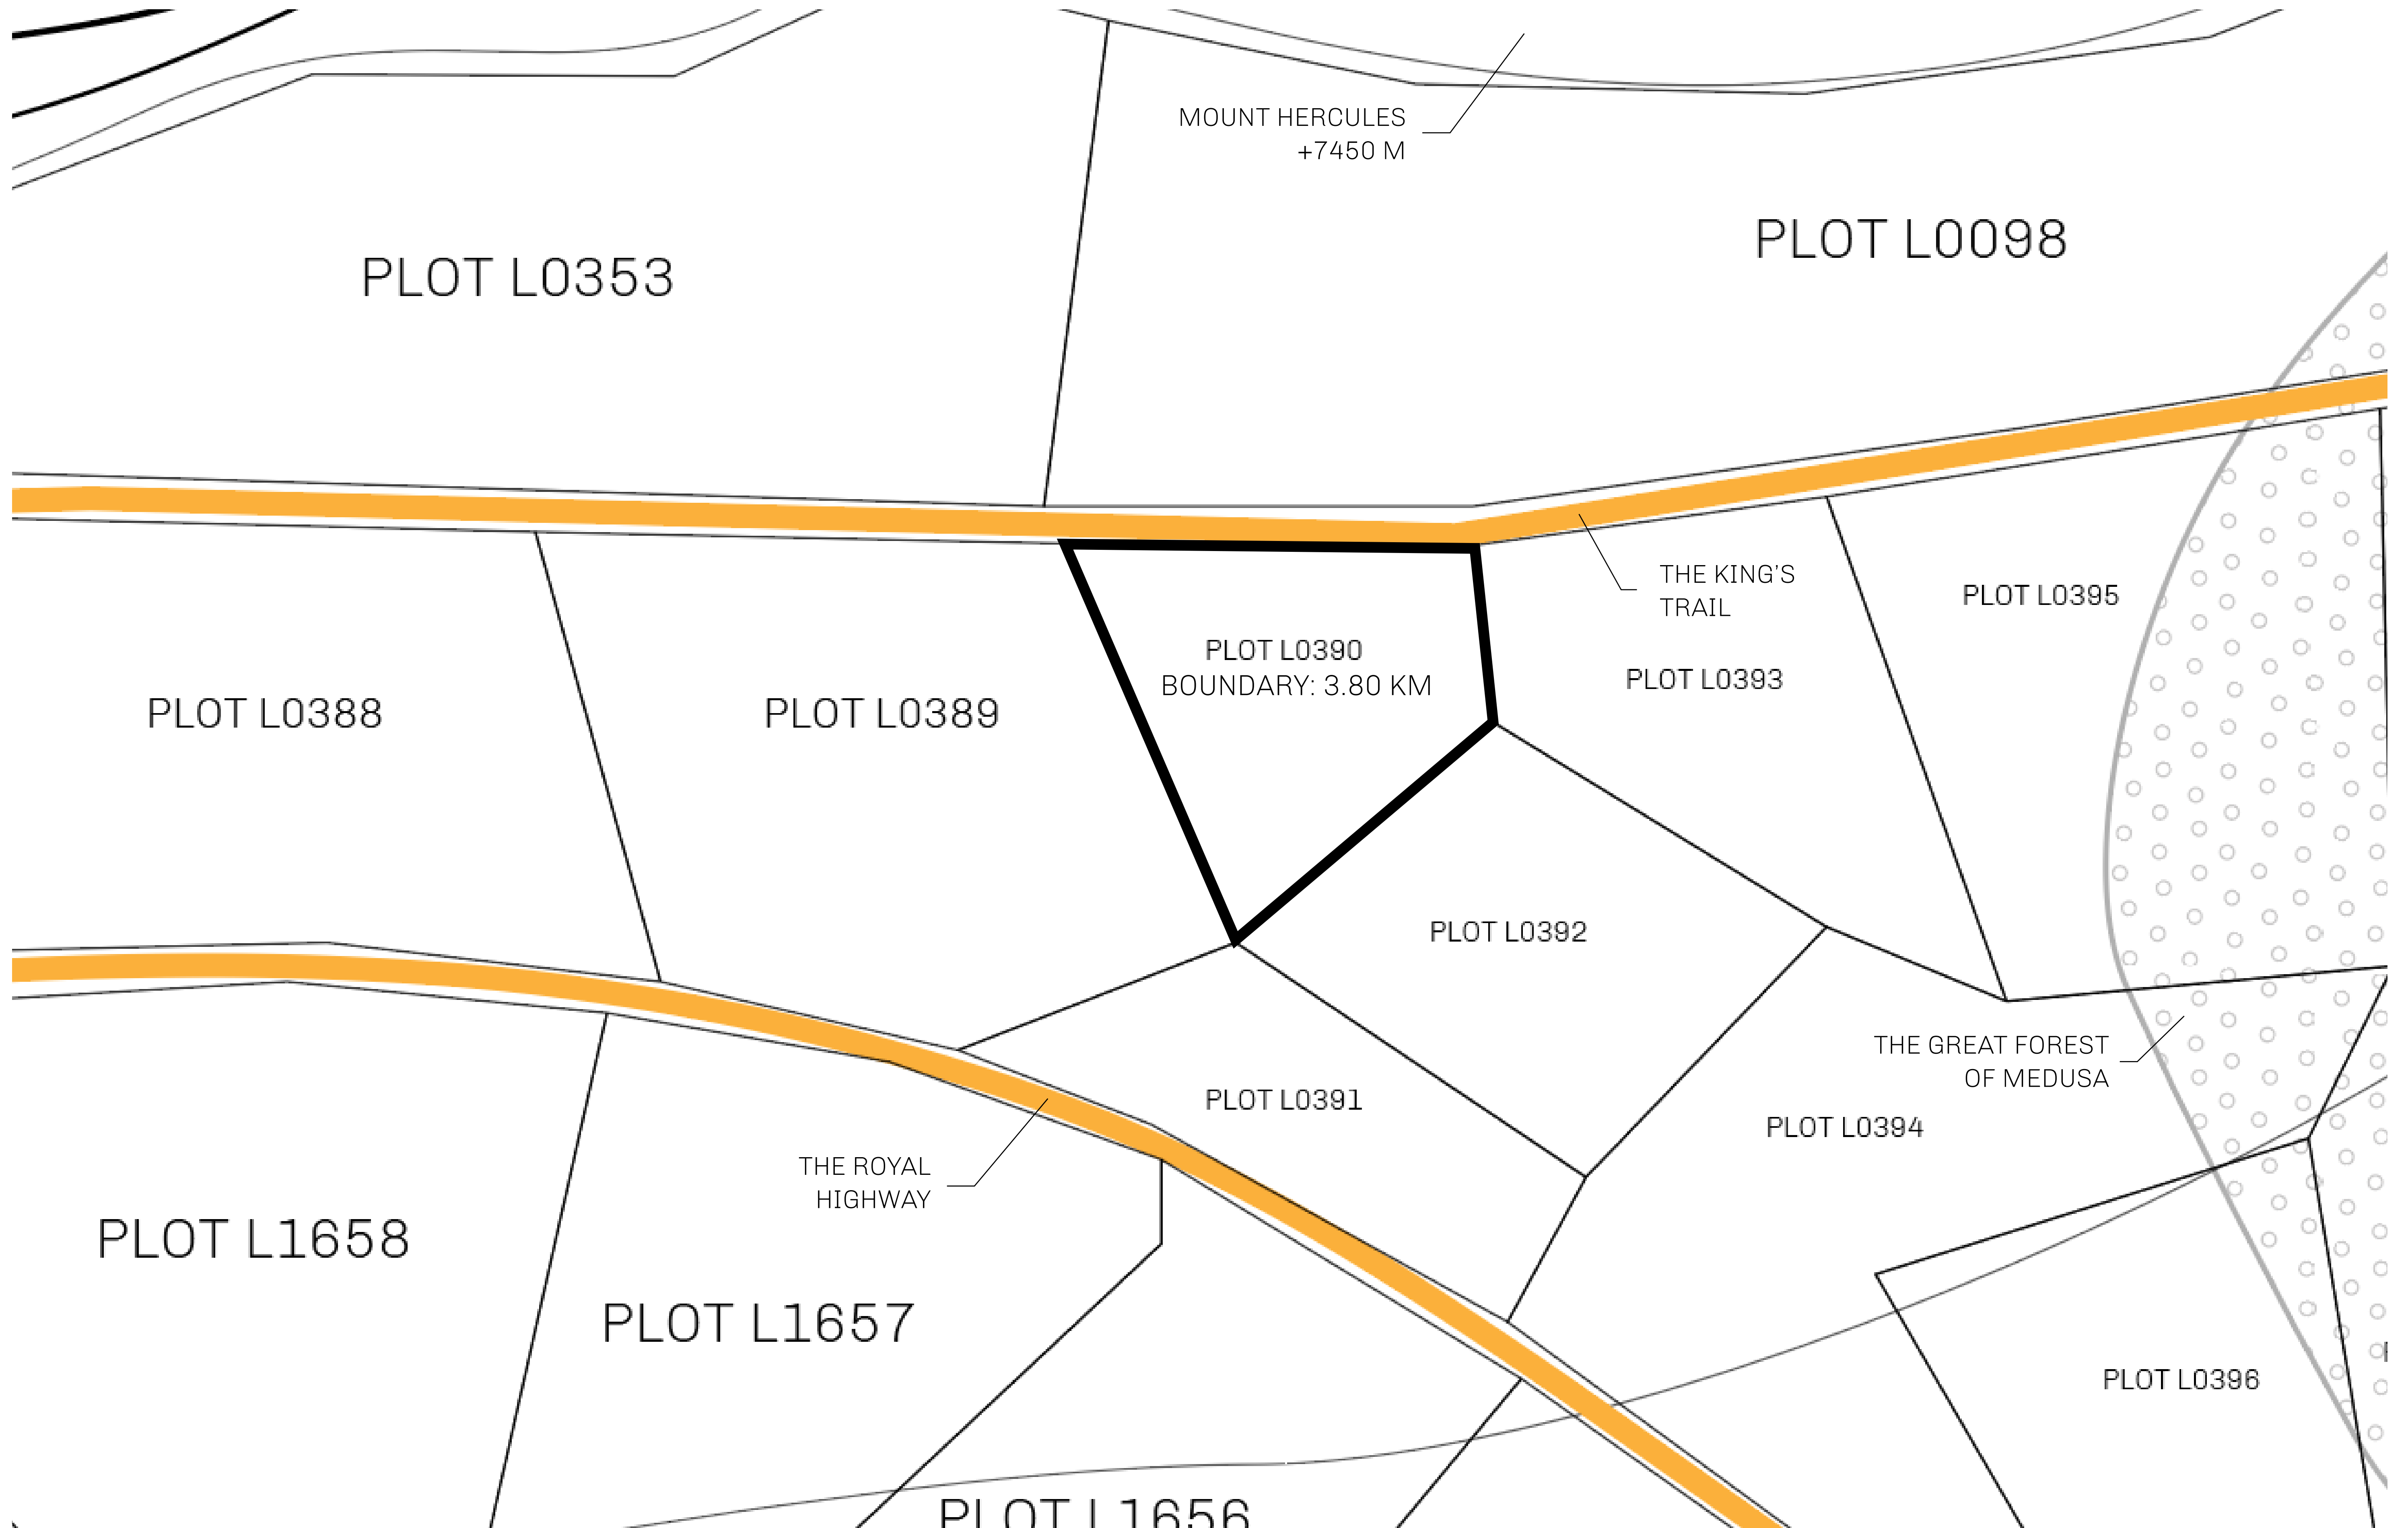 MOUNT HERCULES
+7450 M
PLOT L0098
PLOT L0353
THE KING'S
TRAIL
PLOT L0395
PLOT L0390
BOUNDARY: 3.80 KM
PLOT L0393
PLOT L0388
PLOT L0389
PLOT L0392
THE GREAT FOREST
OF MEDUSA
PLOT L0391
PLOT L0394
THE ROYAL
HIGHWAY
PLOT L1658
PLOT L1657
PLOT L0396
PLOT L1656